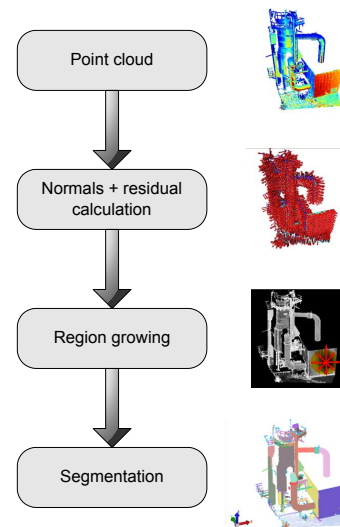 Point cloud
Normals + residual
calculation
Region growing
Segmentation